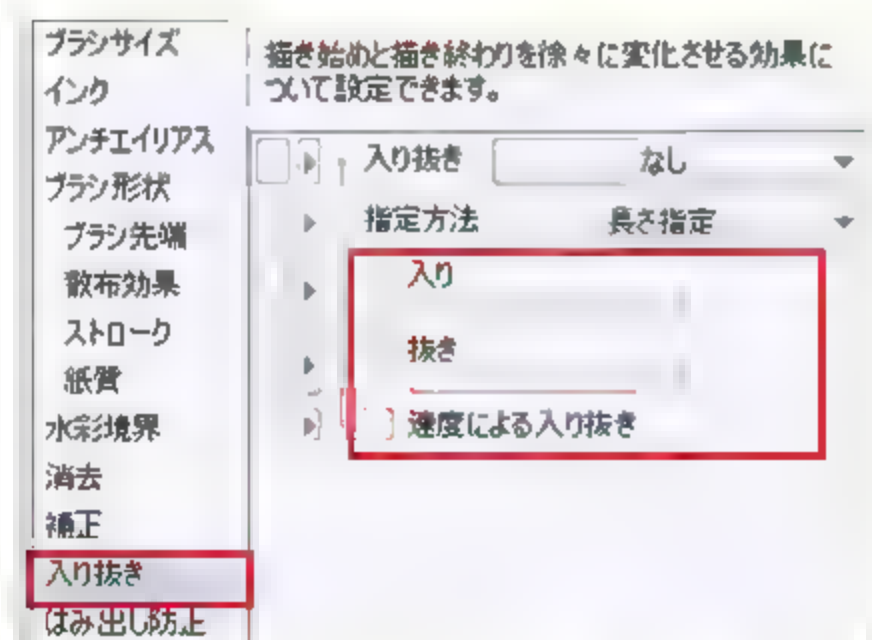 ブラシサイズ
インク
アンチエイリアス
ブラシ形状
ブラシ先端
散布効果
ストローク
紙質
水彩境界
消去
補正
入り抜き
はみ出し防止
描き始めと描き終わりを徐々に変化させる効果に
ついて設定できます。
入り抜き なし
指定方法 長さ指定
入り
抜き
速度による入り抜き